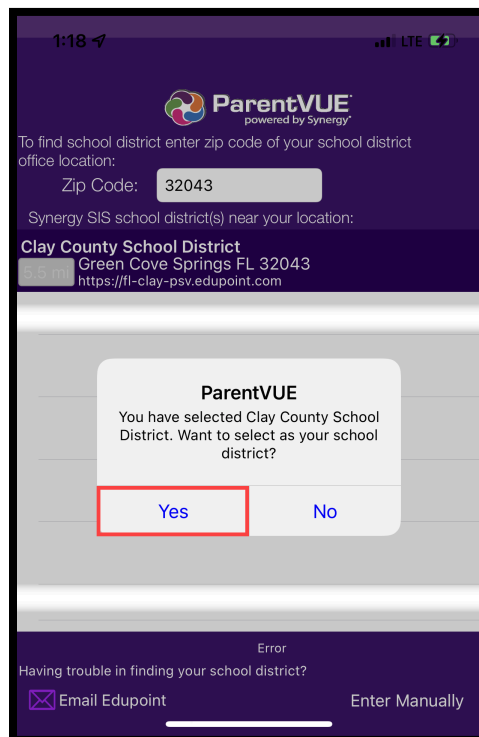 1:18
LTE
ParentVUE
powered by Synergy
To find school district enter zip code of your school district
office location:
Zip Code: 32043
Synergy SIS school district(s) near your location:
Clay County School District
5.5 mi Green Cove Springs FL 32043
https://fl-clay-psv.edupoint.com
ParentVUE
You have selected Clay County School
District. Want to select as your school
district?
Yes No
Error
Having trouble in finding your school district?
Email Edupoint Enter Manually